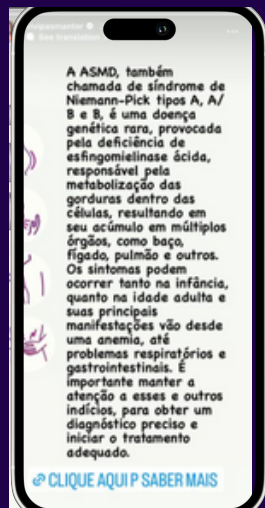 See translation
A ASMD, também
chamada de síndrome de
Niemann-Pick tipos A, A/
B e B, é uma doença
genética rara, provocada
pela deficiência de
esfingomielinase ácida,
responsável pela
metabolização das
gorduras dentro das
células, resultando em
seu acúmulo em múltiplos
órgãos, como baço,
fígado, pulmão e outros.
Os sintomas podem
ocorrer tanto na infância,
quanto na idade adulta e
suas principais
manifestações vão desde
uma anemia, até
problemas respiratórios e
gastrointestinais. É
importante manter a
atenção a esses e outros
indícios, para obter um
diagnóstico preciso e
iniciar o tratamento
adequado.
CLIQUE AQUI P SABER MAIS